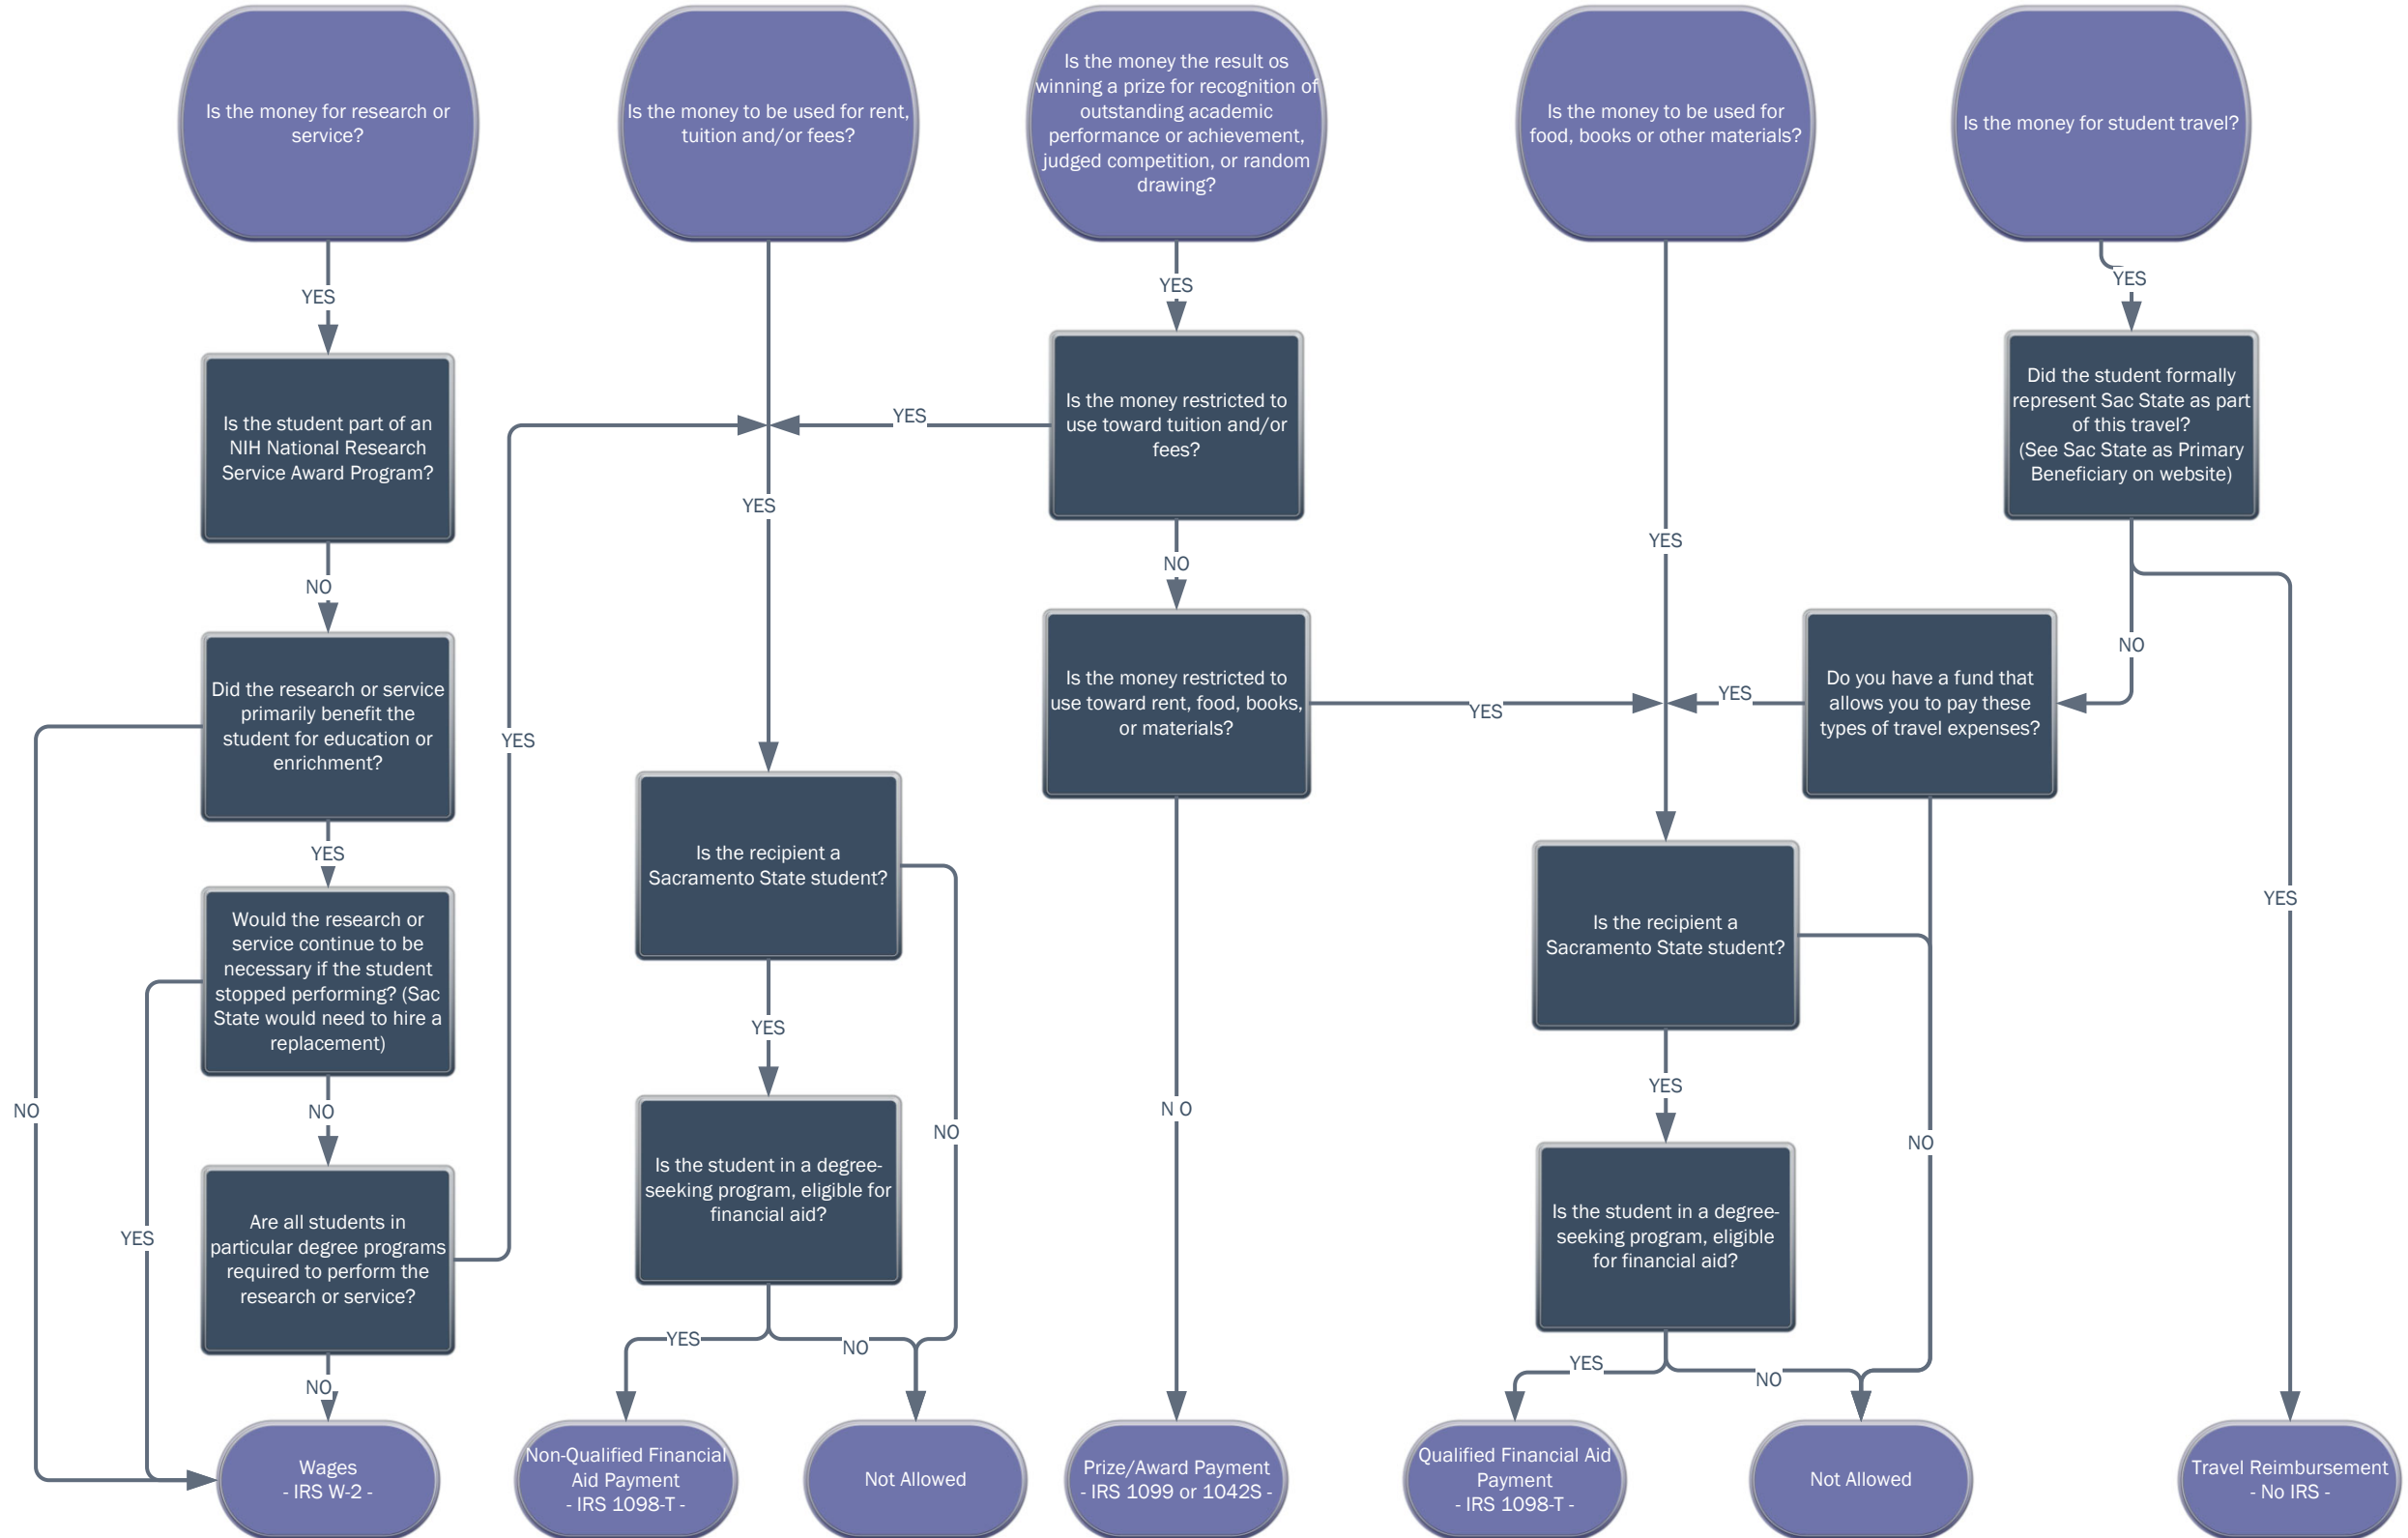 Is the money for research or
service?
Is the money to be used for rent,
tuition and/or fees?
Is the money the result os
winning a prize for recognition of
outstanding academic
performance or achievement,
judged competition, or random
drawing?
Is the money to be used for
food, books or other materials?
Is the money for student travel?
YES
YES
YES
Is the student part of an
NIH National Research
Service Award Program?
Is the money restricted to
use toward tuition and/or
fees?
Did the student formally
represent Sac State as part
of this travel?
(See Sac State as Primary
Beneficiary on website)
YES
YES
YES
NO
NO
NO
Did the research or service
primarily benefit the
student for education or
enrichment?
YES
Is the money restricted to
use toward rent, food, books,
or materials?
YES
YES
Do you have a fund that
allows you to pay these
types of travel expenses?
YES
Would the research or
service continue to be
necessary if the student
stopped performing? (Sac
State would need to hire a
replacement)
Is the recipient a
Sacramento State student?
Is the recipient a
Sacramento State student?
YES
YES
YES
NO
NO
N O
NO
NO
YES
Are all students in
particular degree programs
required to perform the
research or service?
Is the student in a degree-
seeking program, eligible for
financial aid?
Is the student in a degree-
seeking program, eligible
for financial aid?
NO
YES
NO
YES
NO
Wages
- IRS W-2 -
Non-Qualified Financial
Aid Payment
- IRS 1098-T -
Not Allowed
Prize/Award Payment
- IRS 1099 or 1042S -
Qualified Financial Aid
Payment
- IRS 1098-T -
Not Allowed
Travel Reimbursement
- No IRS -